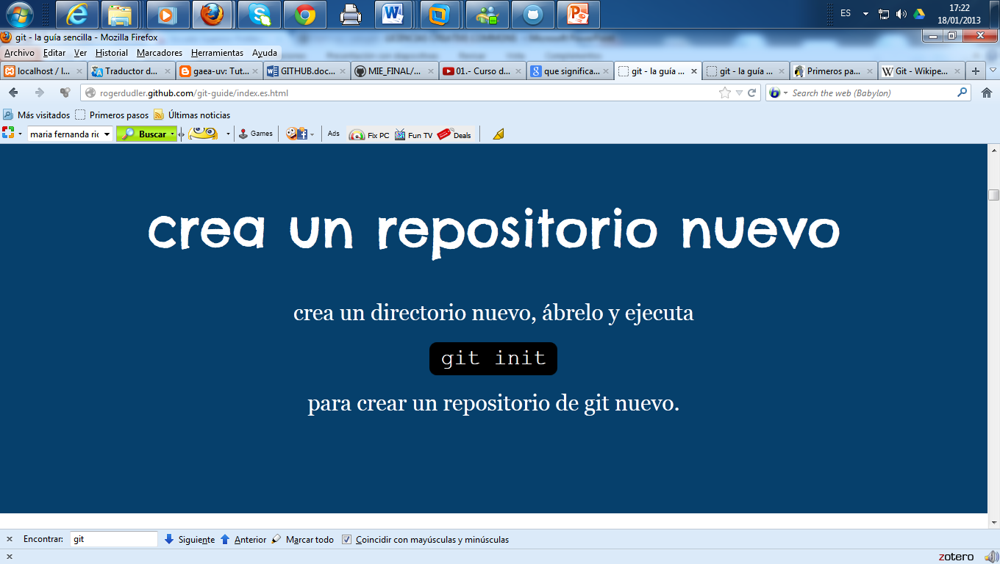 ES
17:22
18/01/2013
git - la guía sencilla - Mozilla Firefox
Archivo Editar Ver Historial Marcadores Herramientas Ayuda
localhost / l... Traductor d... gaea-uv: Tut... GITHUB.doc... MIE_FINAL/... 01.- Curso d... que significa... git - la guía ... git - la guía ... Primeros pa... Git - Wikipe...
rogerdudler.github.com/git-guide/index.es.html Search the web (Babylon)
Más visitados Primeros pasos Últimas noticias
maria fernanda ric Buscar Games Ads Fix PC Fun TV Deals
crea un repositorio nuevo
crea un directorio nuevo, ábrelo y ejecuta
git init
para crear un repositorio de git nuevo.
Encontrar: git Siguiente Anterior Marcar todo Coincidir con mayúsculas y minúsculas
zotero